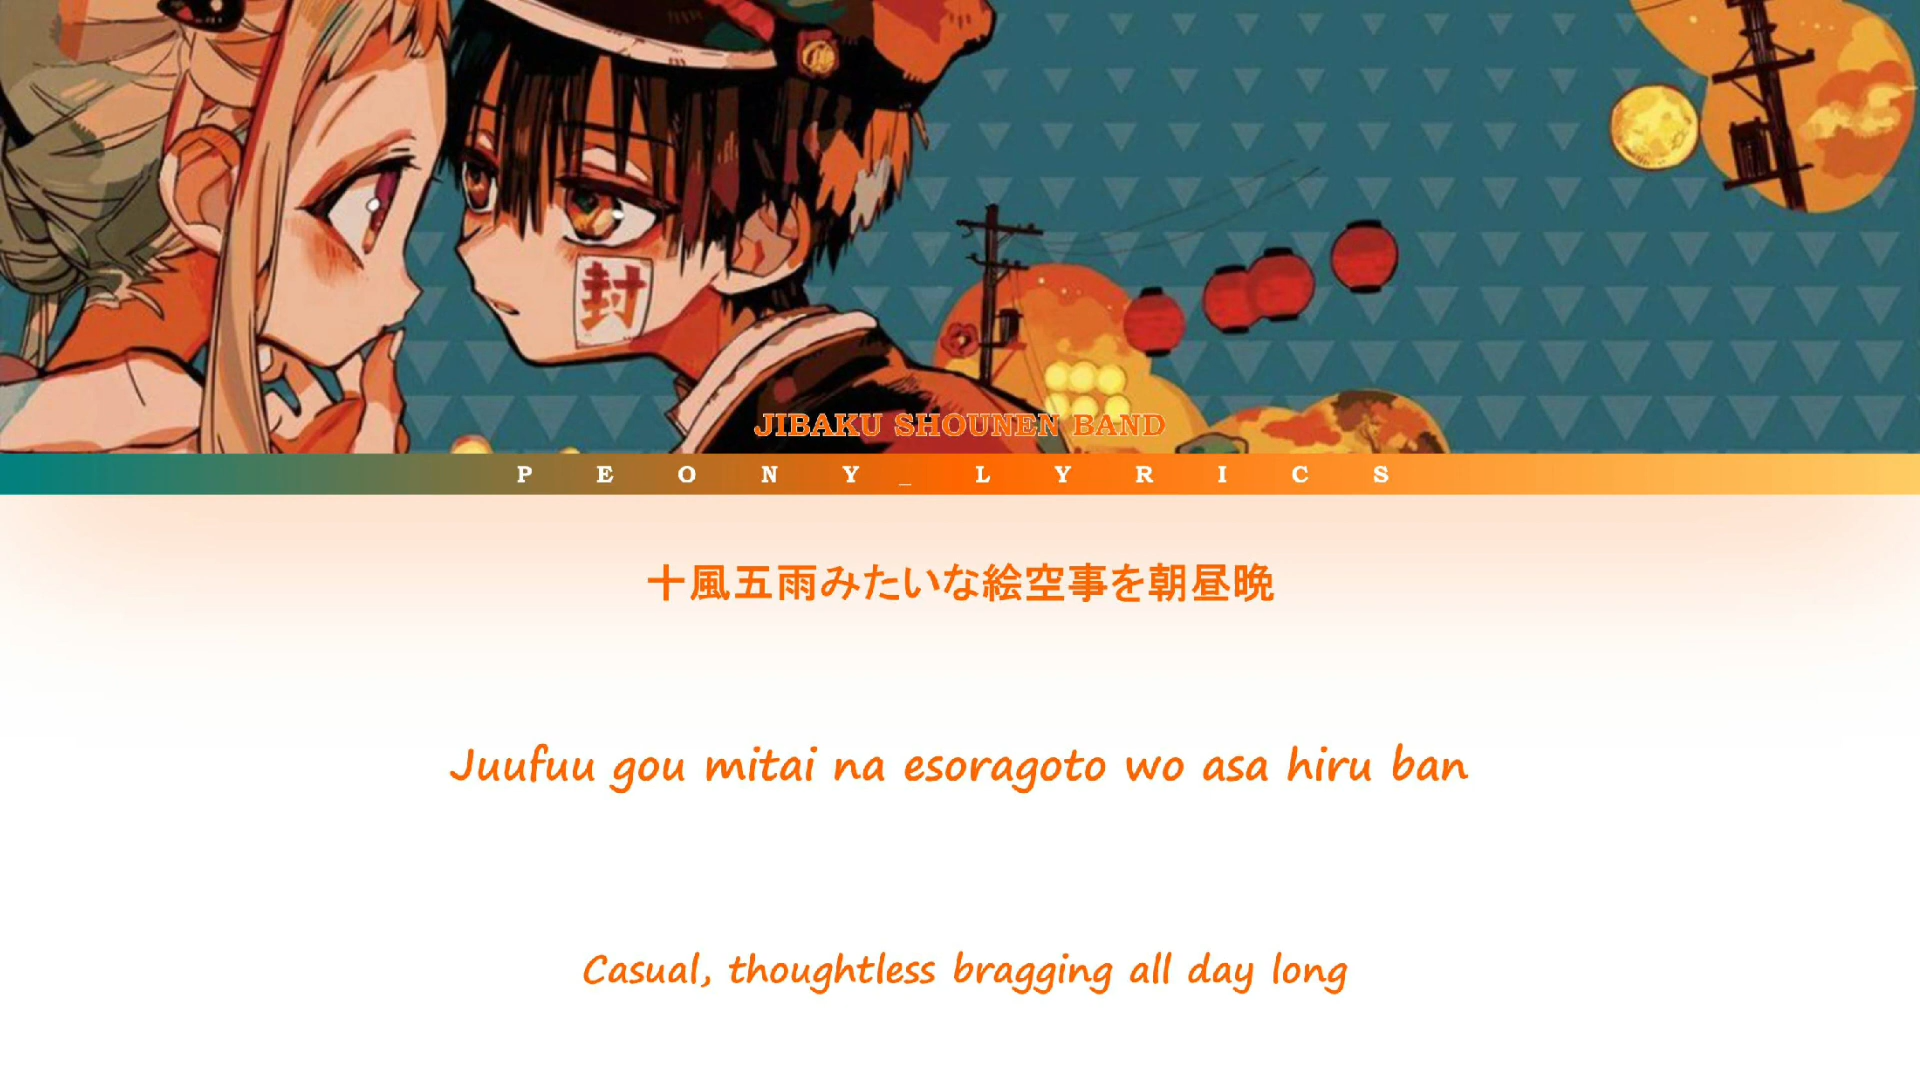 封
JIBAKU SHOUNEN BAND
PEONY_LYRICS
十風五雨みたいな絵空事を朝昼晩
Juufuu gou mitai na esoragoto wo asa hiru ban
Casual, thoughtless bragging all day long